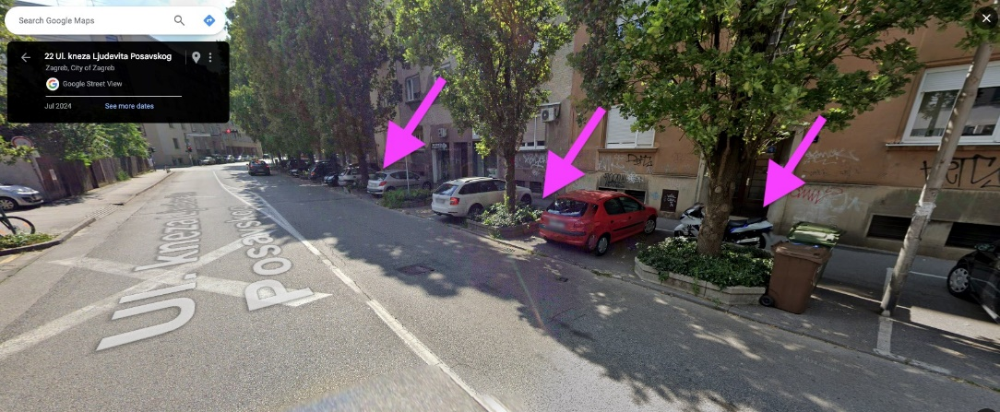 Search Google Maps
22 Ul. kneza Ljudevita Posavskog
Zagreb, City of Zagreb
Google Street View
Jul 2024
See more dates
Ul. kneza
Posavskog